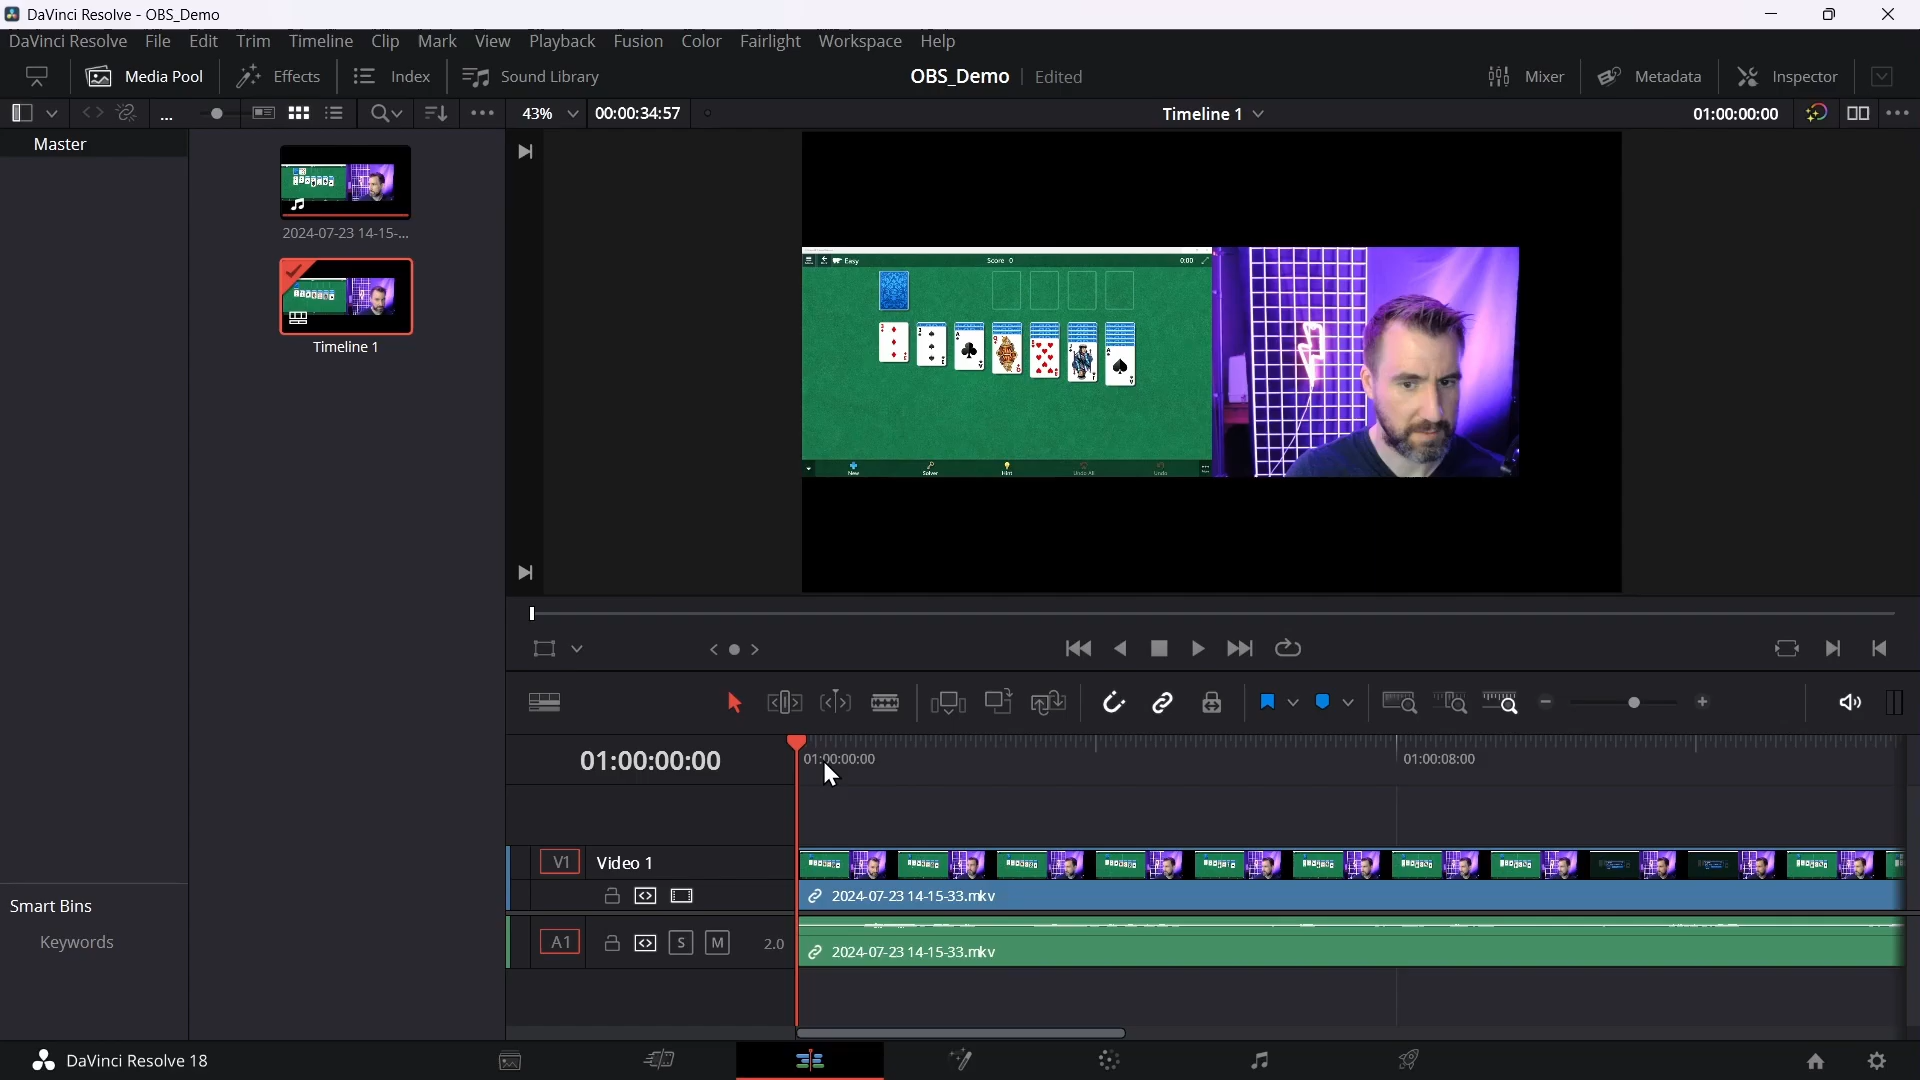 DaVinci Resolve - OBS_Demo
DaVinci Resolve File Edit Trim Timeline Clip Mark View Playback Fusion Color Fairlight Workspace Help
Media Pool Effects Index Sound Library OBS_Demo Edited Mixer Metadata Inspector
... 43% 00:00:34:57 Timeline 1 01:00:00:00
Master
2024-07-23 14-15-...
Timeline 1
Easy Score 0 0:00
New Solver Hint Undo All Undo
01:00:00:00 01:00:00:00 01:00:08:00
V1 Video 1
2024-07-23 14-15-33.mkv
A1 S M 2.0
2024-07-23 14-15-33.mkv
Smart Bins
Keywords
DaVinci Resolve 18